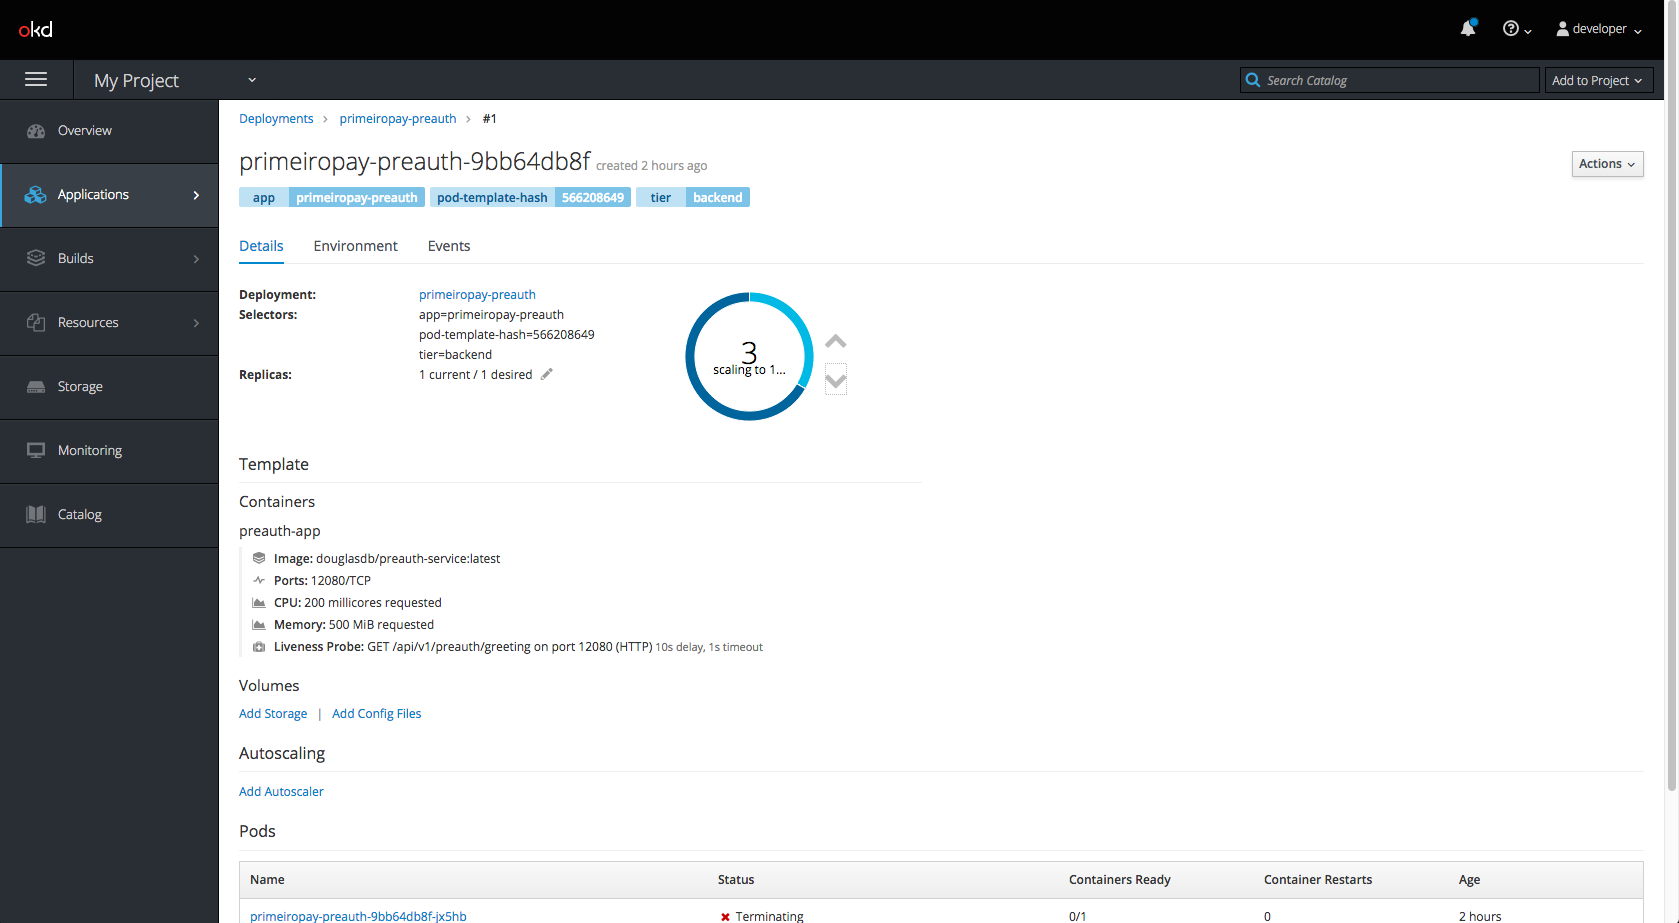 okd
developer
My Project
Search Catalog
Add to Project
Overview
Applications
Builds
Resources
Storage
Monitoring
Catalog
Deployments > primeiropay-preauth > #1
primeiropay-preauth-9bb64db8f created 2 hours ago
Actions
app primeiropay-preauth pod-template-hash 566208649 tier backend
Details Environment Events
Deployment: primeiropay-preauth
Selectors: app=primeiropay-preauth
pod-template-hash=566208649
tier=backend
Replicas: 1 current / 1 desired
3
scaling to 1...
Template
Containers
preauth-app
Image: douglasdb/preauth-service:latest
Ports: 12080/TCP
CPU: 200 millicores requested
Memory: 500 MiB requested
Liveness Probe: GET /api/v1/preauth/greeting on port 12080 (HTTP) 10s delay, 1s timeout
Volumes
Add Storage | Add Config Files
Autoscaling
Add Autoscaler
Pods
Name Status Containers Ready Container Restarts Age
primeiropay-preauth-9bb64db8f-jx5hb Terminating 0/1 0 2 hours